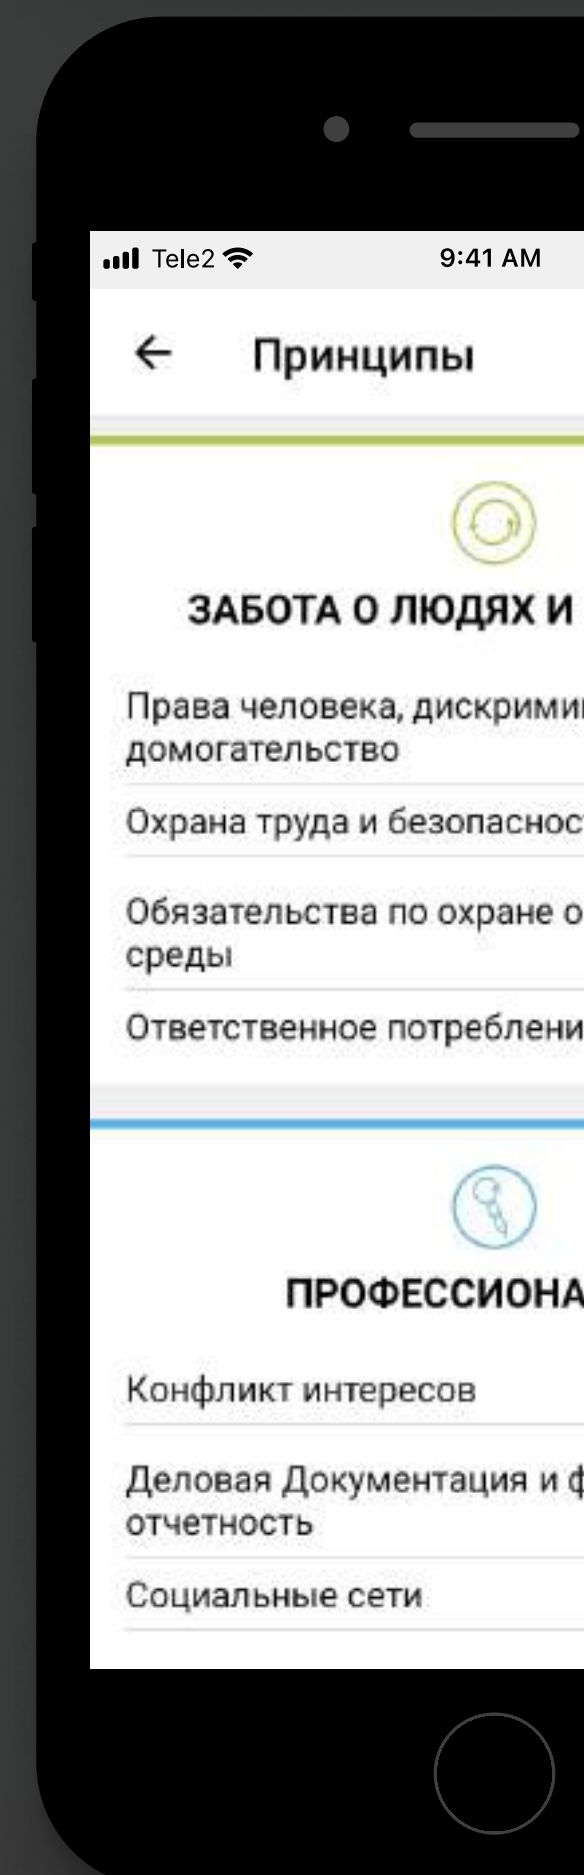 Tele2 9:41 AM
Принципы
ЗАБОТА О ЛЮДЯХ И
Права человека, дискрими
домогательство
Охрана труда и безопаснос
Обязательства по охране о
среды
Ответственное потреблени
ПРОФЕССИОНА
Конфликт интересов
Деловая Документация и ф
отчетность
Социальные сети